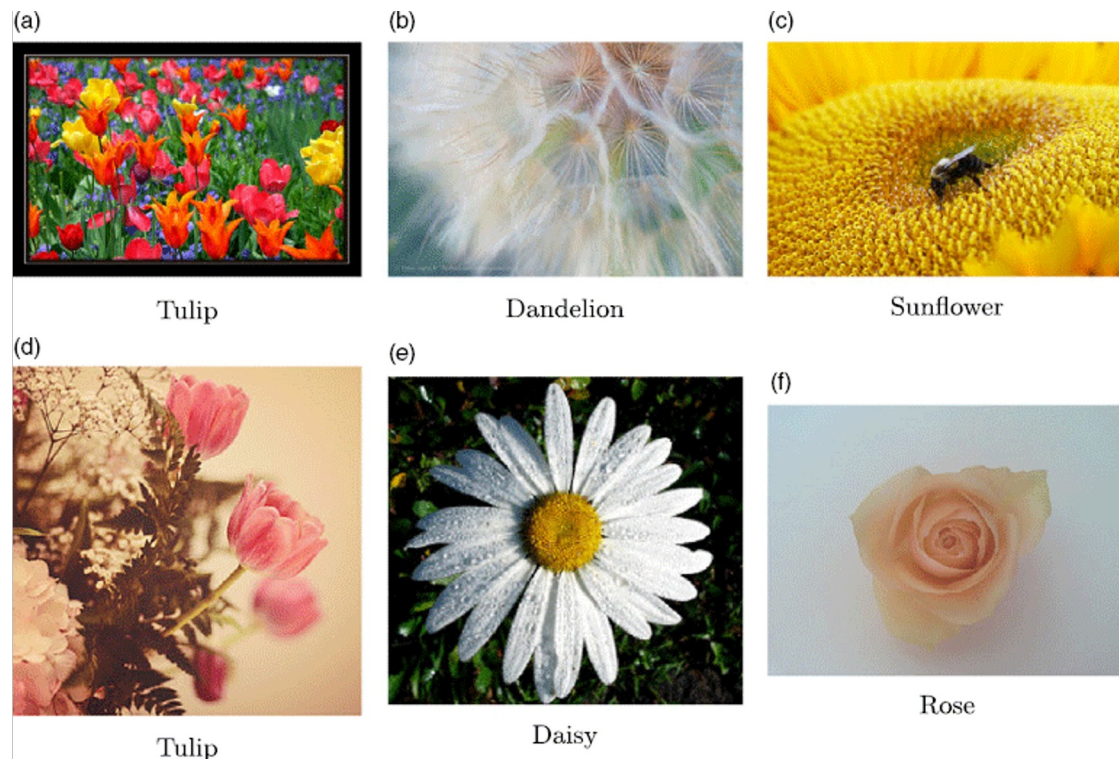 (a)
(b)
(c)
Tulip
Dandelion
Sunflower
(d)
(e)
(f)
Tulip
Daisy
Rose